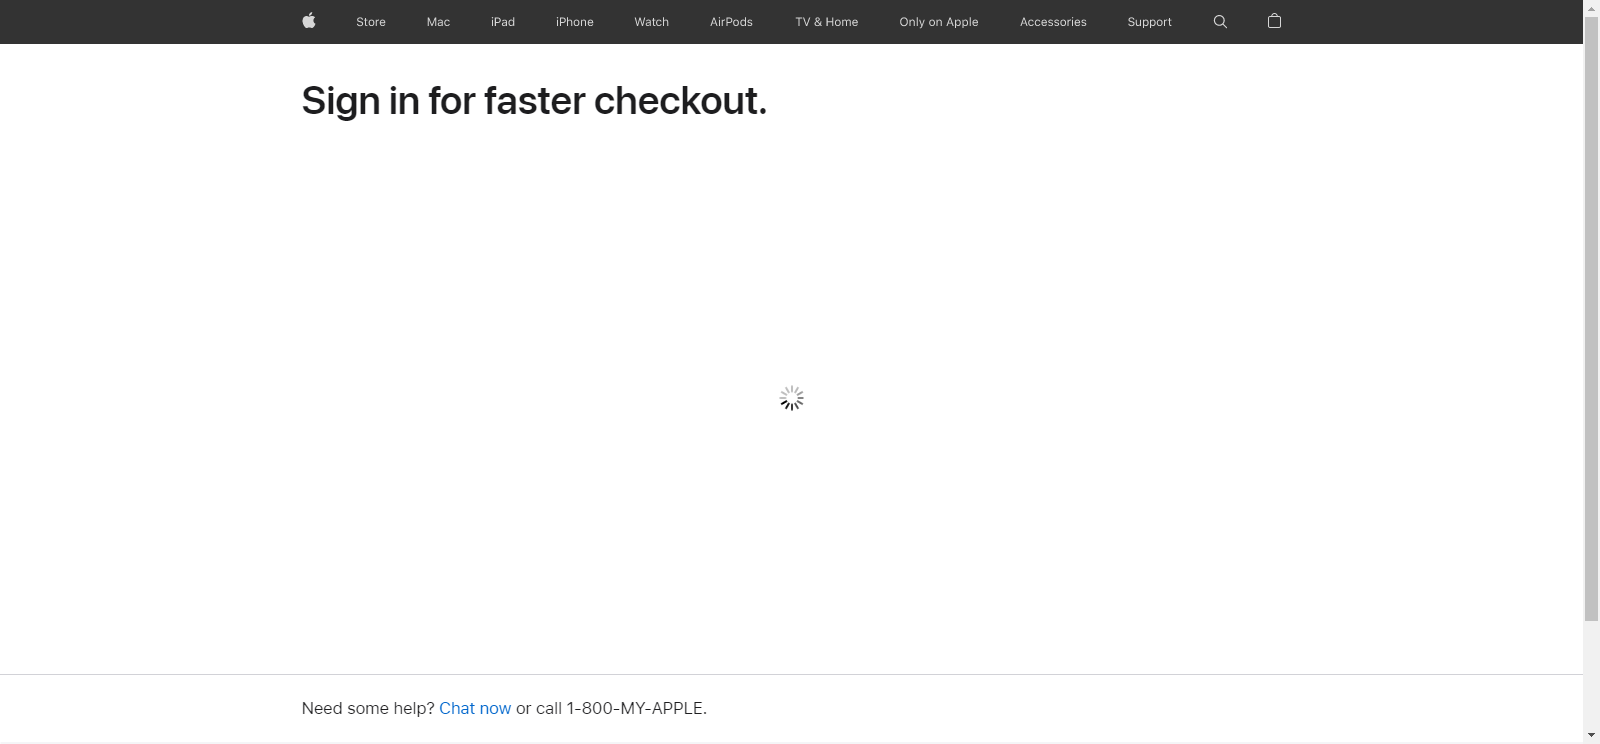 Store Mac iPad iPhone Watch AirPods TV & Home Only on Apple Accessories Support
Sign in for faster checkout.
Need some help? Chat now or call 1-800-MY-APPLE.